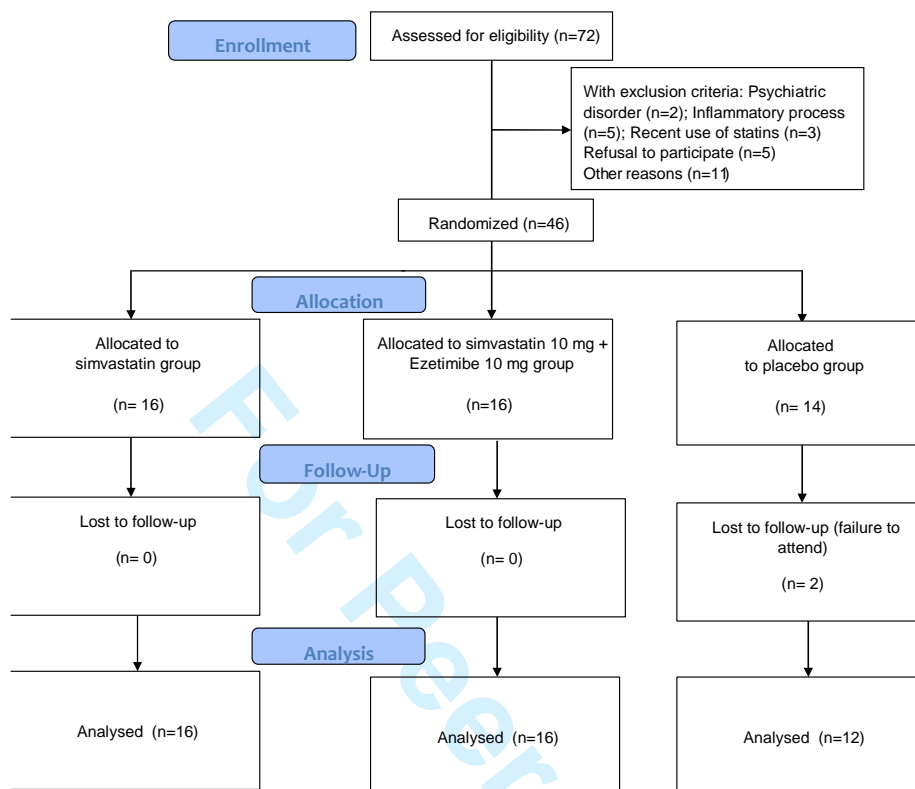 Enrollment
Assessed for eligibility (n=72)
With exclusion criteria: Psychiatric
disorder (n=2); Inflammatory process
(n=5); Recent use of statins (n=3)
Refusal to participate (n=5)
Other reasons (n=11)
Randomized (n=46)
Allocation
Allocated to
simvastatin group
(n= 16)
Allocated to simvastatin 10 mg +
Ezetimibe 10 mg group
(n=16)
Allocated
to placebo group
(n= 14)
Follow-Up
Lost to follow-up
(n= 0)
Lost to follow-up
(n= 0)
Lost to follow-up (failure to
attend)
(n= 2)
Analysis
Analysed (n=16)
Analysed (n=16)
Analysed (n=12)
For Peer